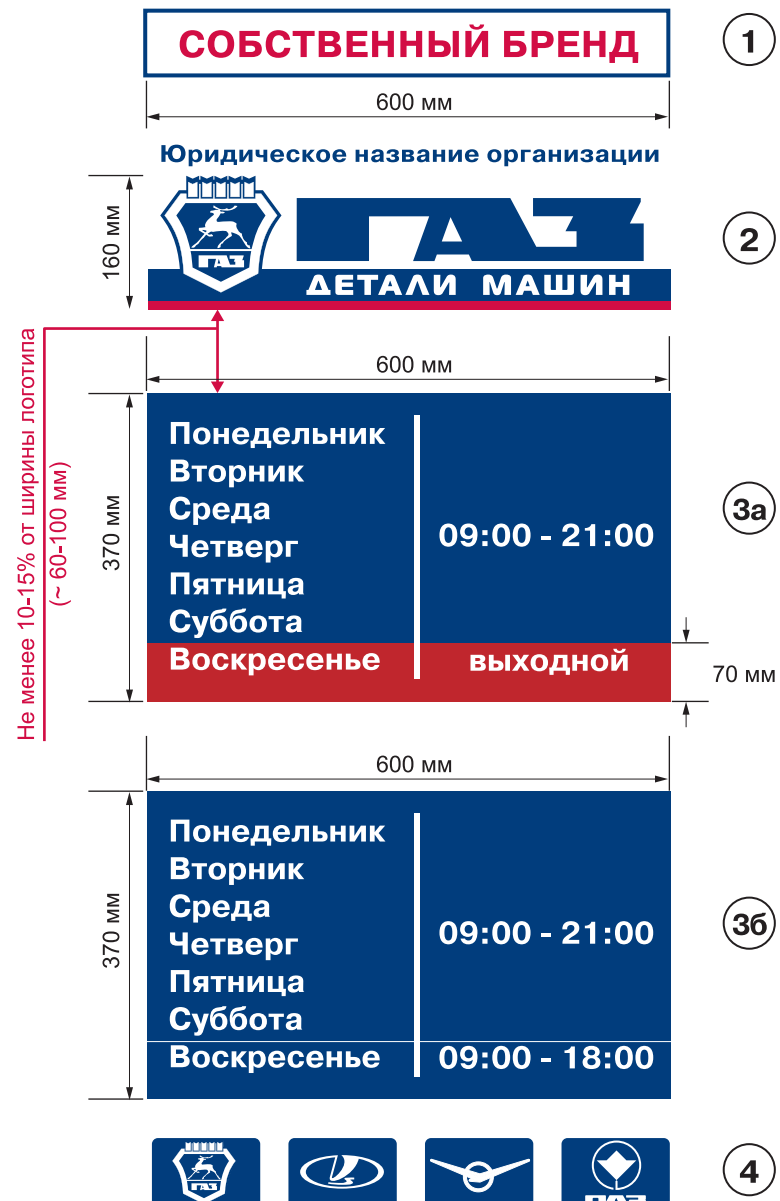 СОБСТВЕННЫЙ БРЕНД
1
600 мм
Юридическое название организации
160 мм
ГАЗ
ГАЗ
ДЕТАЛИ МАШИН
2
Не менее 10-15% от ширины логотипа
(~ 60-100 мм)
600 мм
370 мм
Понедельник
Вторник
Среда
Четверг
Пятница
Суббота
09:00 - 21:00
Воскресенье выходной
3а
70 мм
600 мм
370 мм
Понедельник
Вторник
Среда
Четверг
Пятница
Суббота
09:00 - 21:00
Воскресенье 09:00 - 18:00
3б
ГАЗ
ПАЗ
4